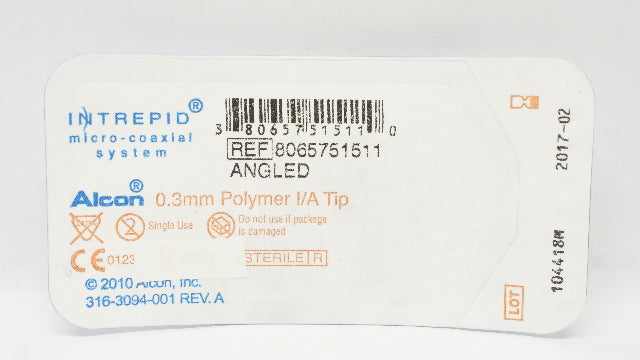 INTREPID®
micro-coaxial
system
3 80657 51511 0
REF 8065751511
ANGLED
Alcon® 0.3mm Polymer I/A Tip
Single Use
Do not use if package
is damaged
CE 0123
STERILE R
© 2010 Alcon, Inc.
316-3094-001 REV. A
2017-02
LOT 104418M